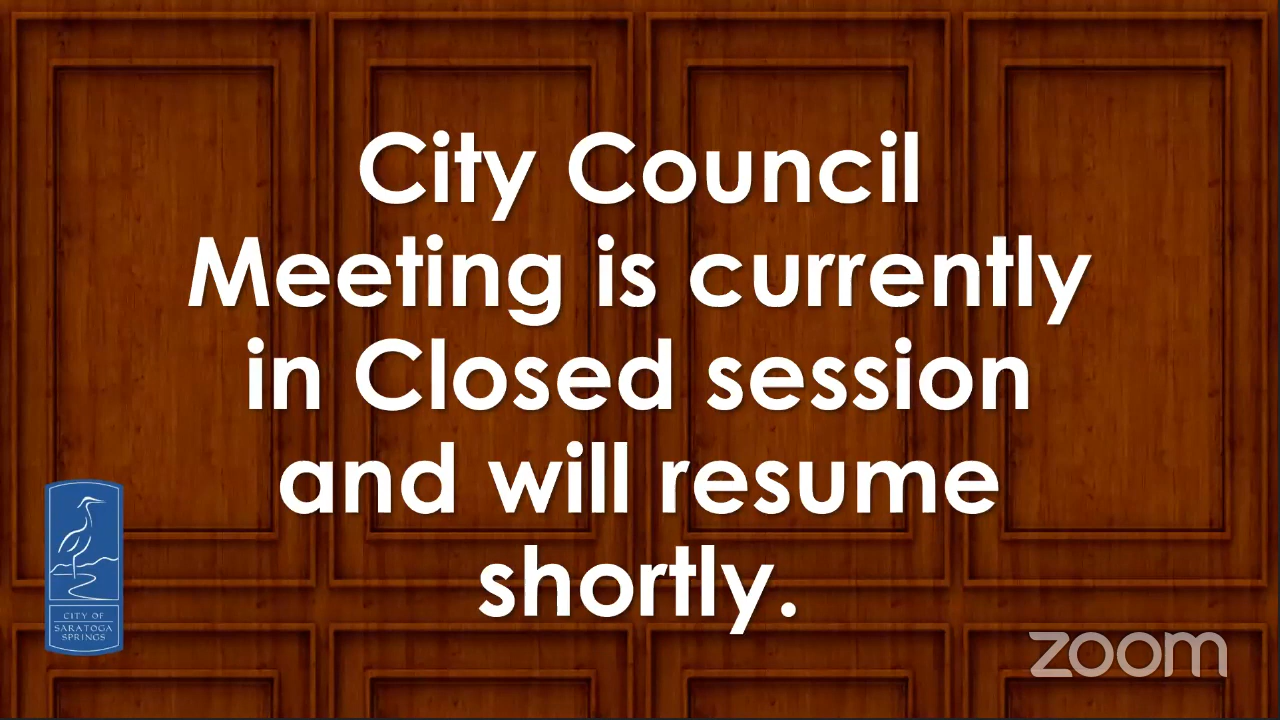 City Council
Meeting is currently
in Closed session
and will resume
shortly.
CITY OF
SARATOGA
SPRINGS
zoom